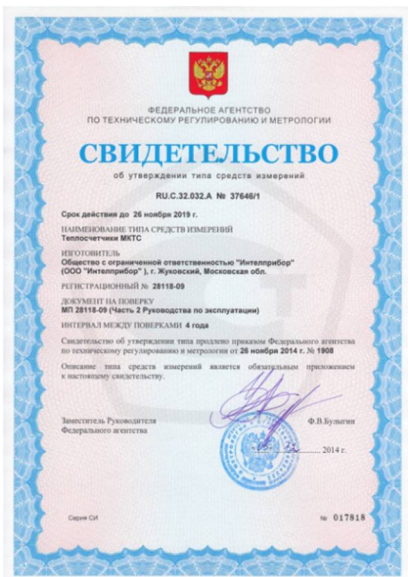 ФЕДЕРАЛЬНОЕ АГЕНТСТВО
ПО ТЕХНИЧЕСКОМУ РЕГУЛИРОВАНИЮ И МЕТРОЛОГИИ
СВИДЕТЕЛЬСТВО
об утверждении типа средств измерений
RU.C.32.032.A № 37646/1
Срок действия до 26 ноября 2019 г.
НАИМЕНОВАНИЕ ТИПА СРЕДСТВ ИЗМЕРЕНИЙ
Теплосчетчики МКТС
ИЗГОТОВИТЕЛЬ
Общество с ограниченной ответственностью "Интелприбор"
(ООО "Интелприбор" ), г. Жуковский, Московская обл.
РЕГИСТРАЦИОННЫЙ № 28118-09
ДОКУМЕНТ НА ПОВЕРКУ
МП 28118-09 (Часть 2 Руководства по эксплуатации)
ИНТЕРВАЛ МЕЖДУ ПОВЕРКАМИ 4 года
Свидетельство об утверждении типа продлено приказом Федерального агентства
по техническому регулированию и метрологии от 26 ноября 2014 г. № 1908
Описание типа средств измерений является обязательным приложением
к настоящему свидетельству.
Заместитель Руководителя
Федерального агентства
Ф.В.Булыгин
2014 г.
Серия СИ
№ 017818